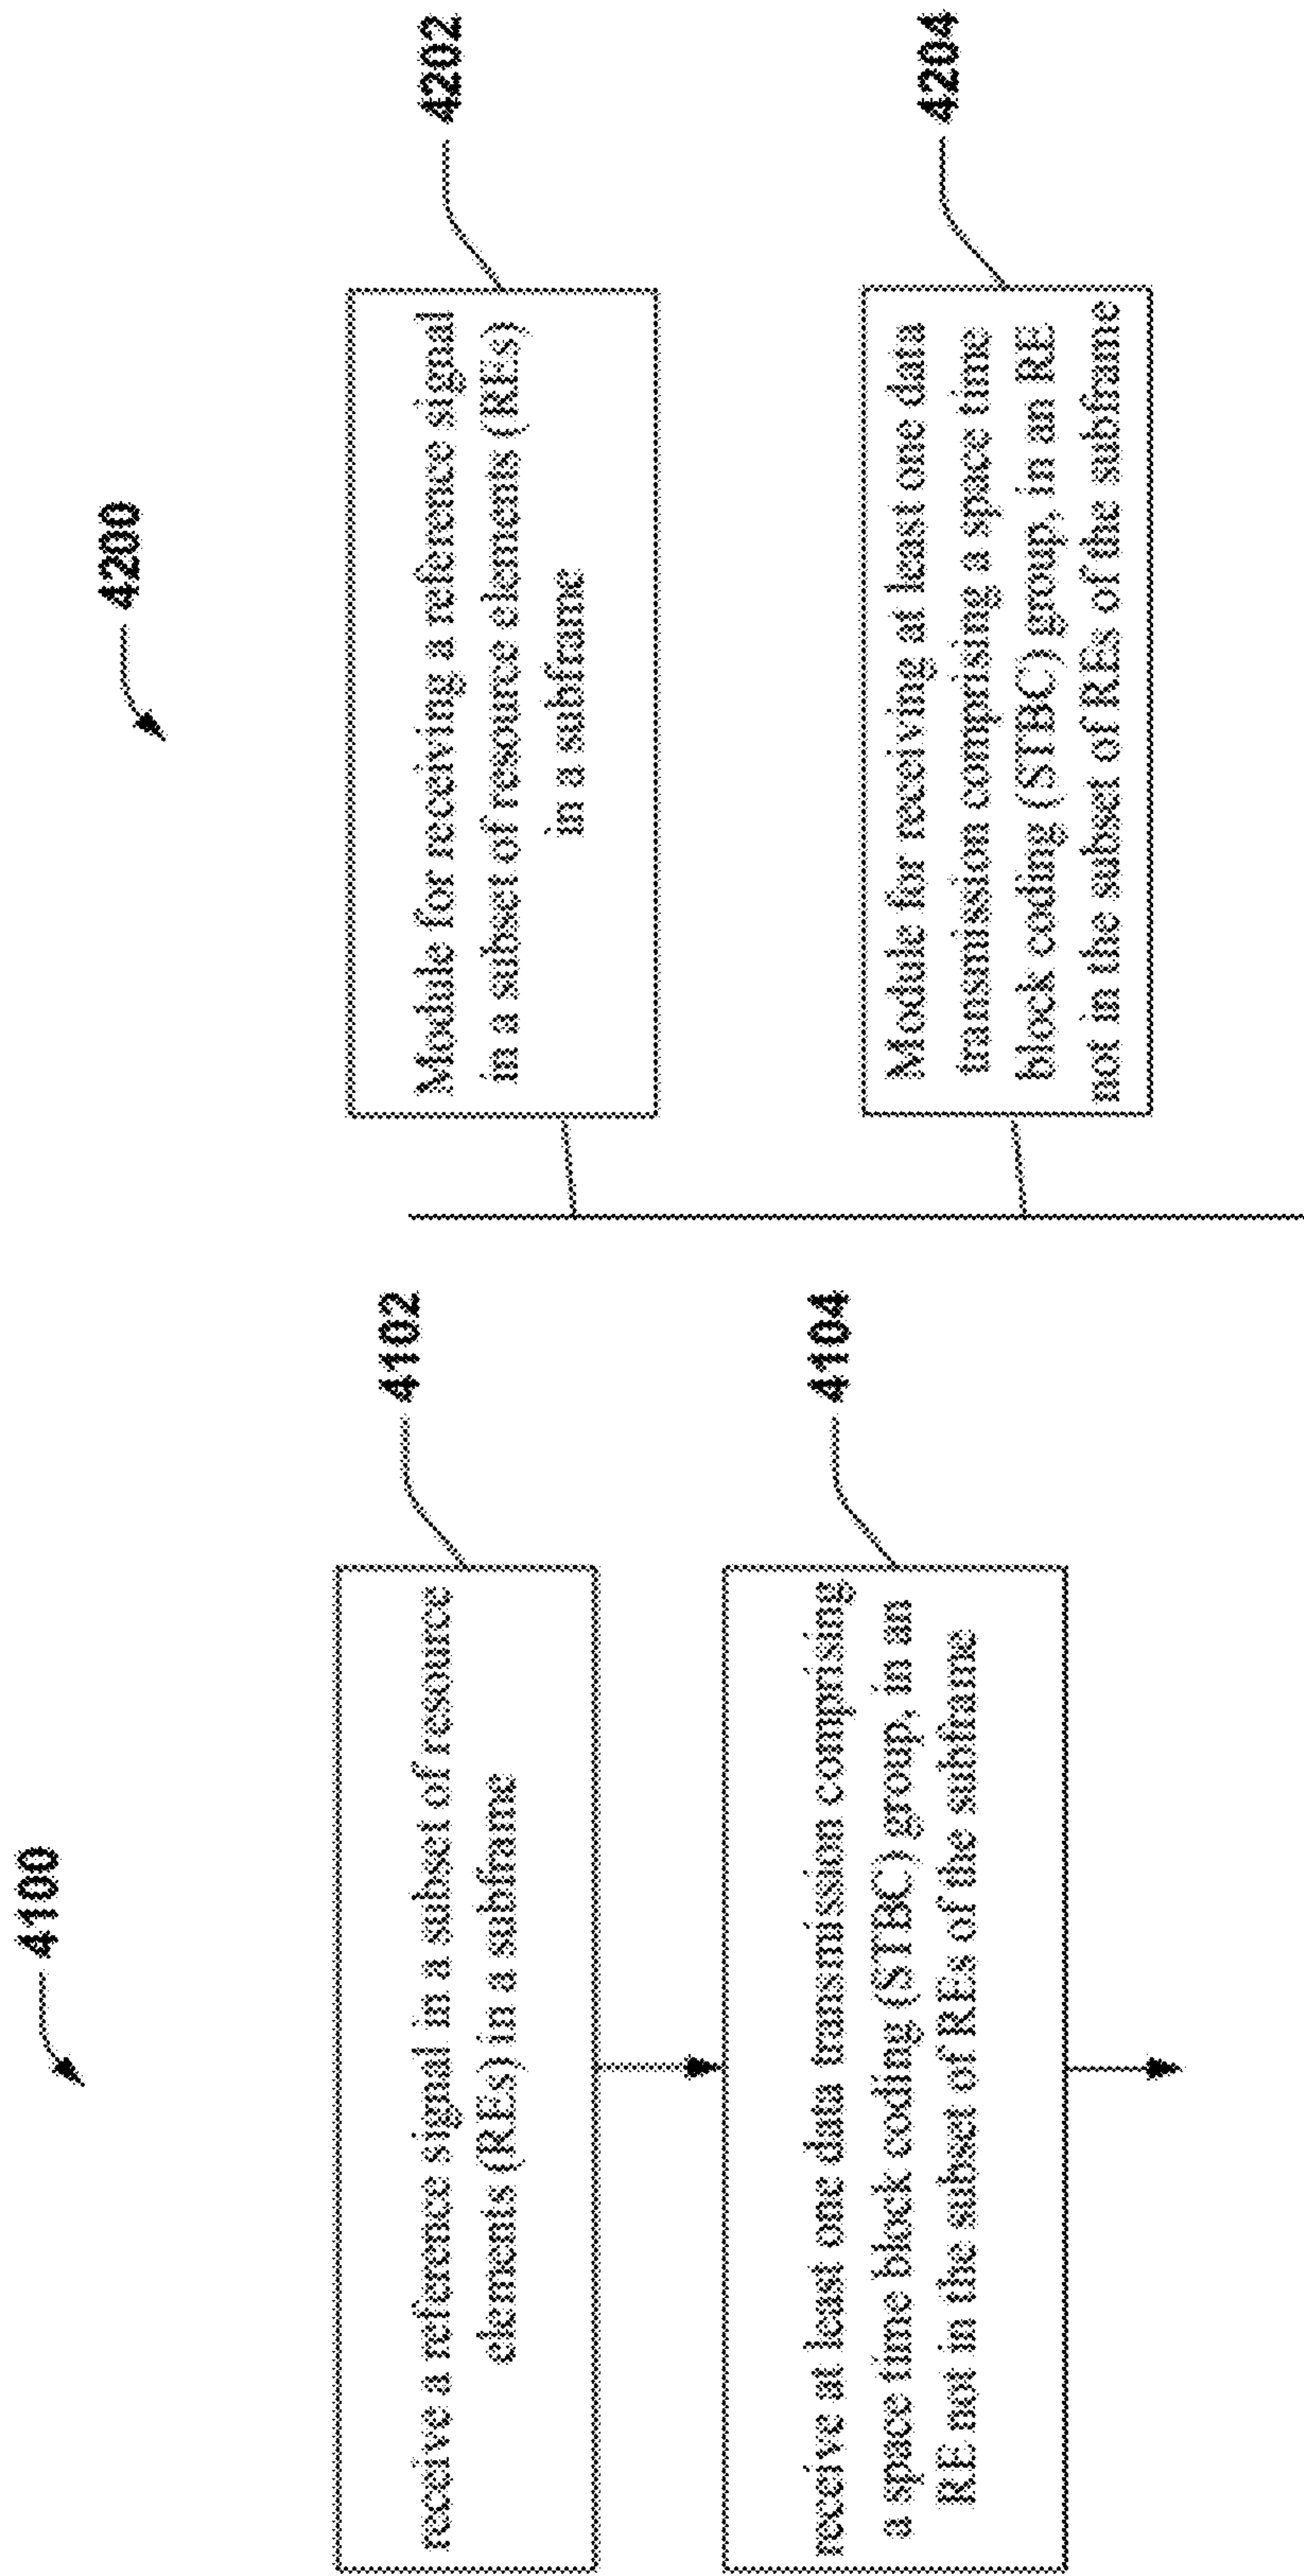 4100
receive a reference signal in a subset of resource
elements (REs) in a subframe
4102
receive at least one data transmission comprising
a space time block coding (STBC) group, in an
RE not in the subset of REs of the subframe
4104
4200
Module for receiving a reference signal
in a subset of resource elements (REs)
in a subframe
4202
Module for receiving at least one data
transmission comprising a space time
block coding (STBC) group, in an RE
not in the subset of REs of the subframe
4204